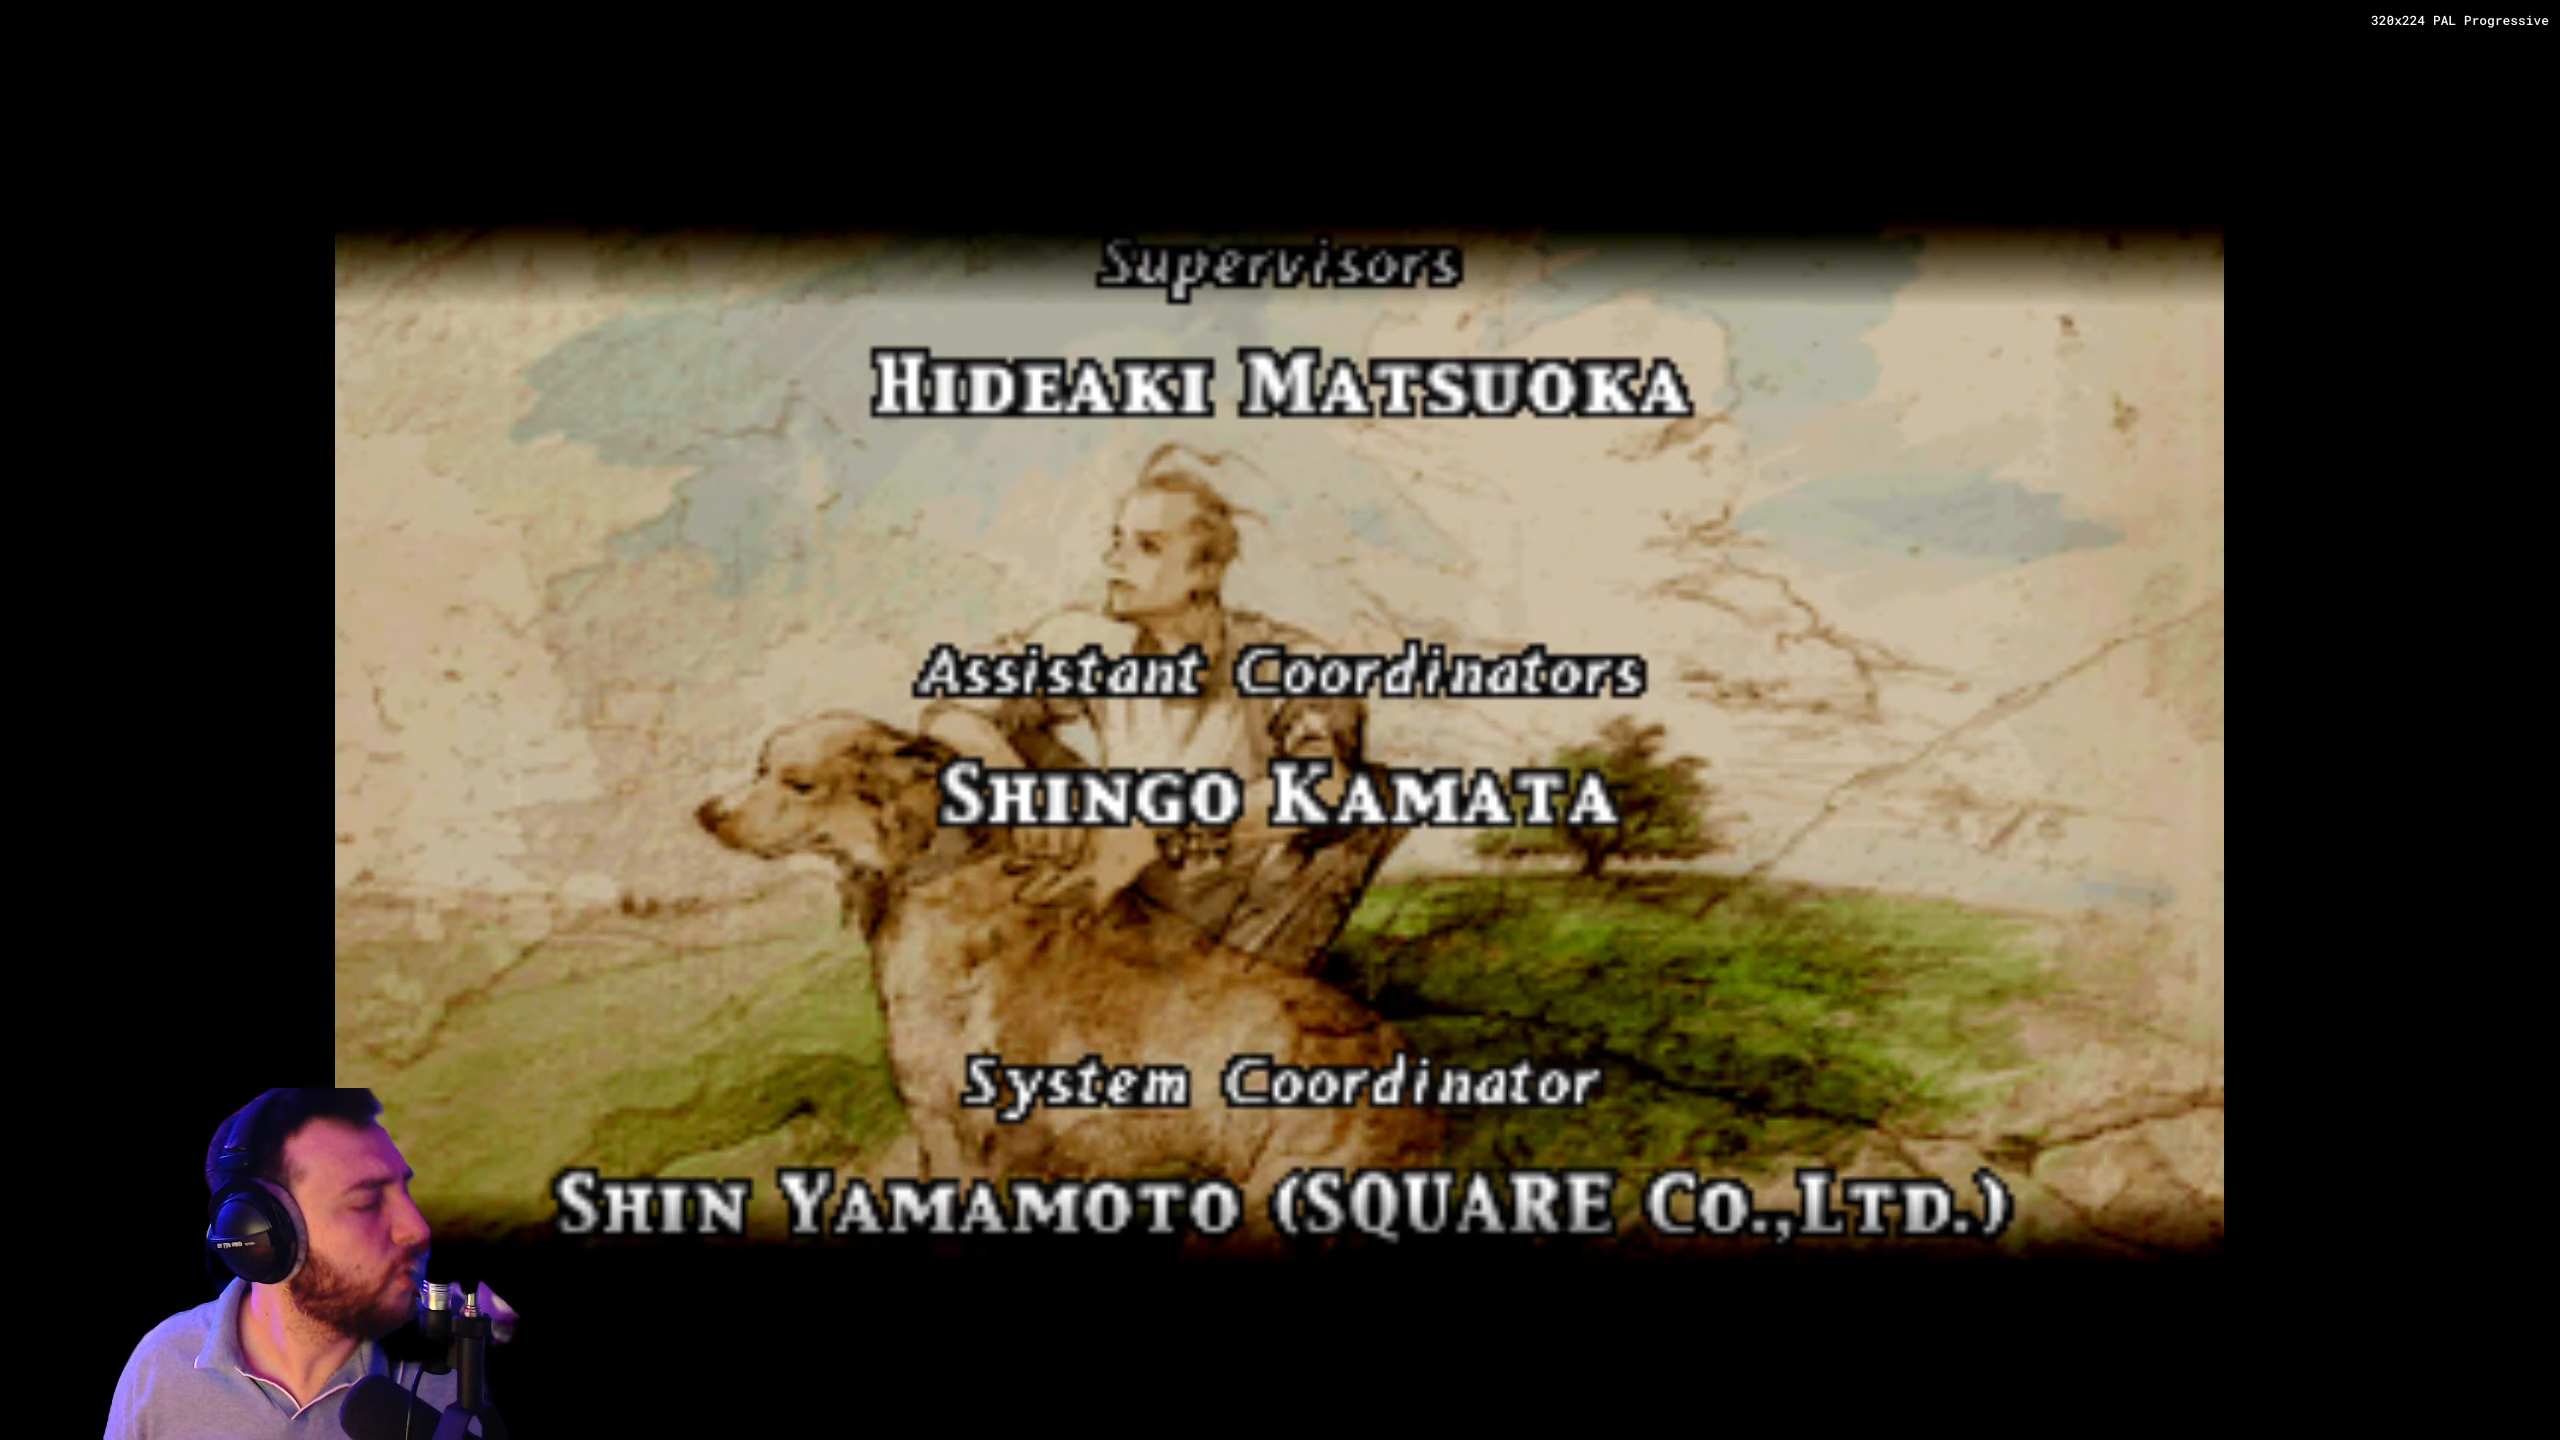 320x224 PAL Progressive
Supervisors
HIDEAKI MATSUOKA
Assistant Coordinators
SHINGO KAMATA
System Coordinator
SHIN YAMAMOTO (SQUARE CO.,LTD.)